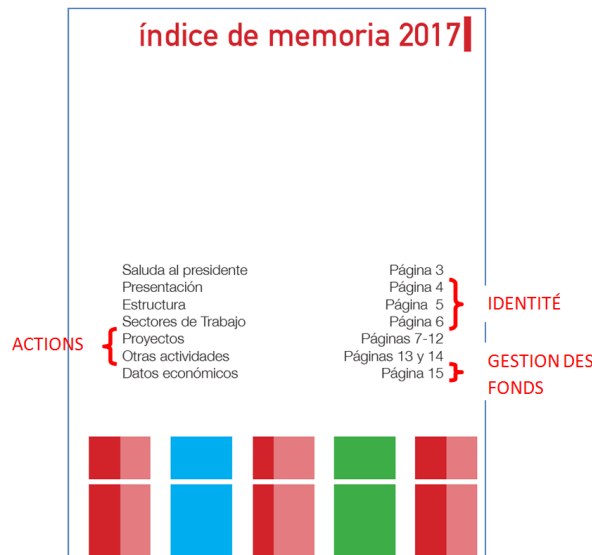 índice de memoria 2017
Saluda al presidente Página 3
Presentación Página 4
Estructura Página 5
IDENTITÉ
Sectores de Trabajo Página 6
ACTIONS
Proyectos Páginas 7-12
Otras actividades Páginas 13 y 14
Datos económicos Página 15
GESTION DES
FONDS